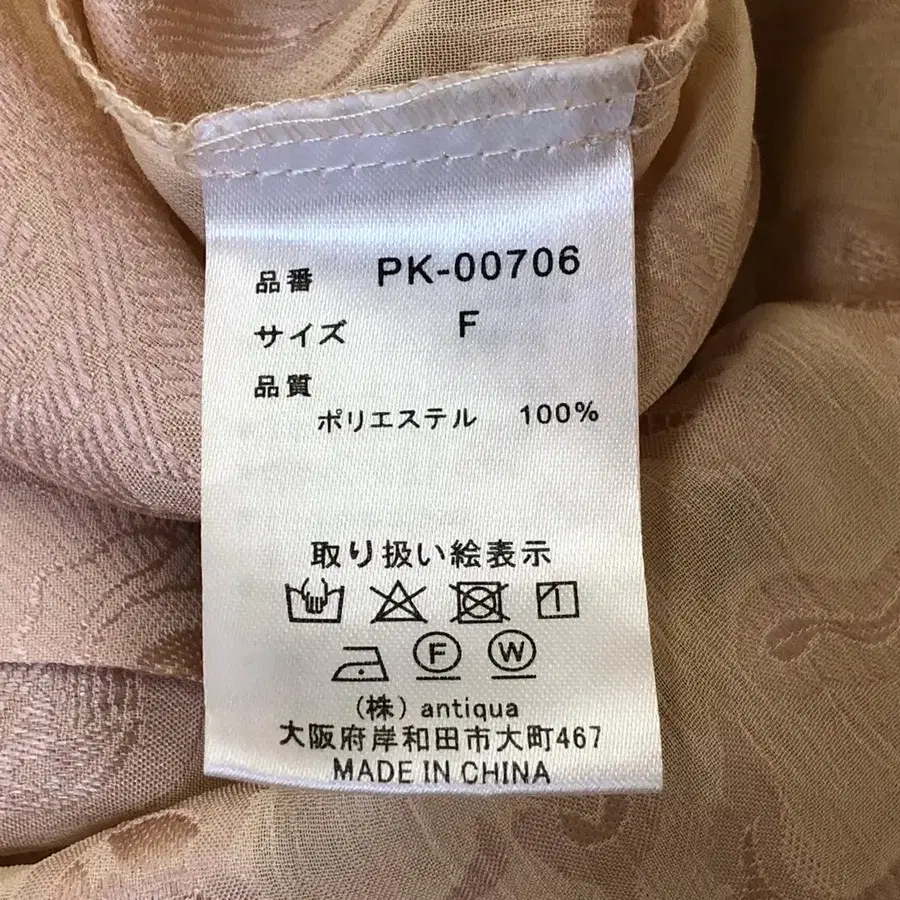 品番 PK-00706
サイズ F
品質
ポリエステル 100%
取り扱い絵表示
F W
(株) antiqua
大阪府岸和田市大町467
MADE IN CHINA